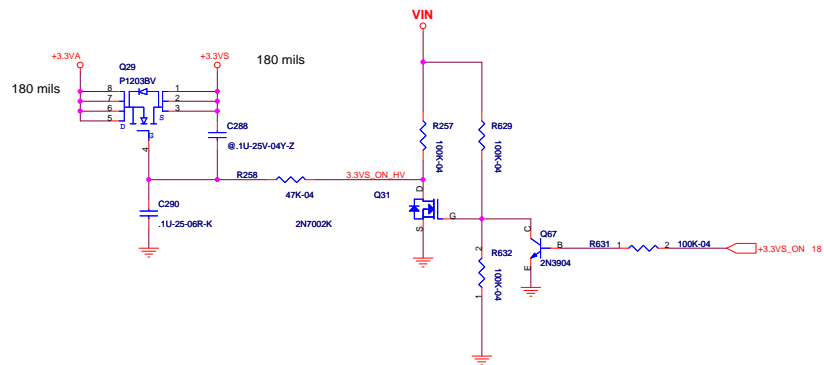 VIN
+3.3VA
Q29
+3.3VS
180 mils
180 mils
P1203BV
8
7
6
5
D
1
2
3
S
G
4
C288
@.1U-25V-04Y-Z
R257
100K-04
R629
100K-04
R258
3.3VS_ON_HV
47K-04
Q31
D
G
S
C290
.1U-25-06R-K
2N7002K
C
Q67
B
R631
1
2
100K-04
+3.3VS_ON 18
2
R632
2N3904
E
100K-04
1